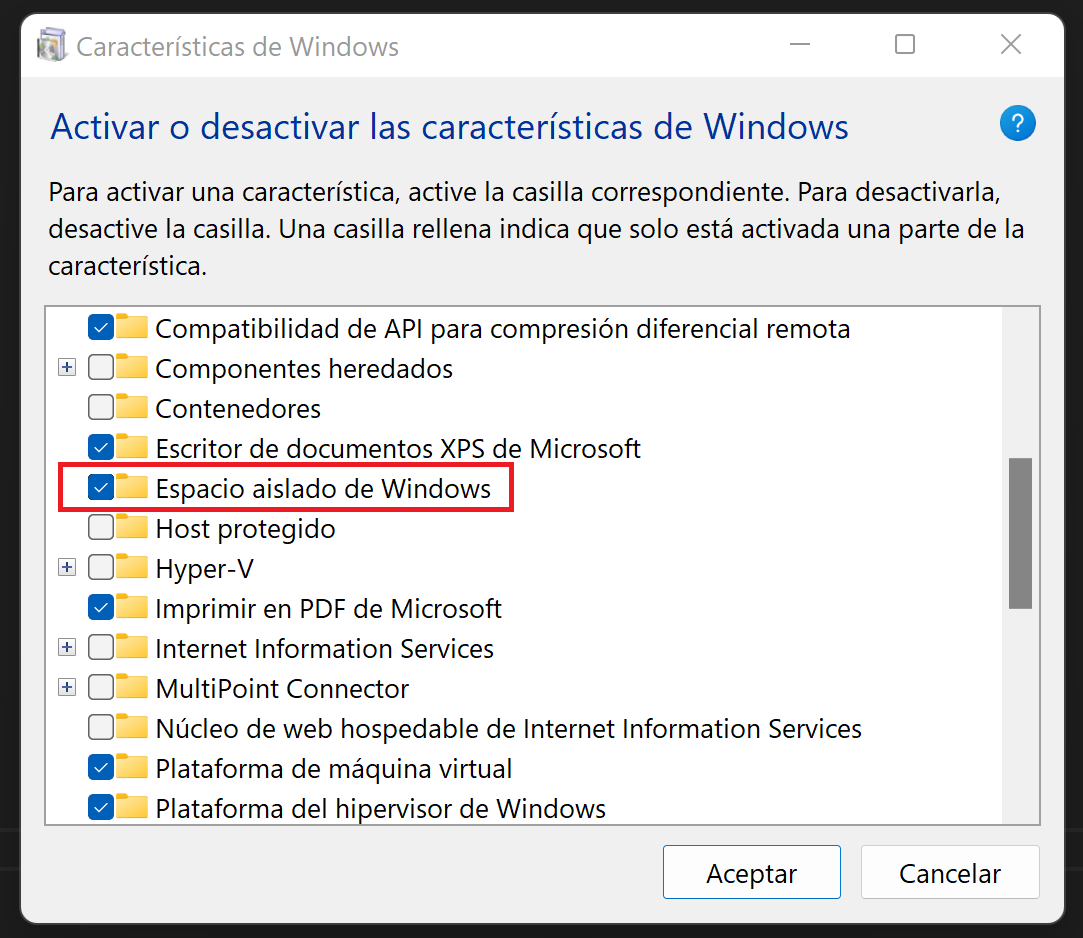 Características de Windows
Activar o desactivar las características de Windows
?
Para activar una característica, active la casilla correspondiente. Para desactivarla,
desactive la casilla. Una casilla rellena indica que solo está activada una parte de la
característica.
Compatibilidad de API para compresión diferencial remota
Componentes heredados
Contenedores
Escritor de documentos XPS de Microsoft
Espacio aislado de Windows
Host protegido
Hyper-V
Imprimir en PDF de Microsoft
Internet Information Services
MultiPoint Connector
Núcleo de web hospedable de Internet Information Services
Plataforma de máquina virtual
Plataforma del hipervisor de Windows
Aceptar
Cancelar